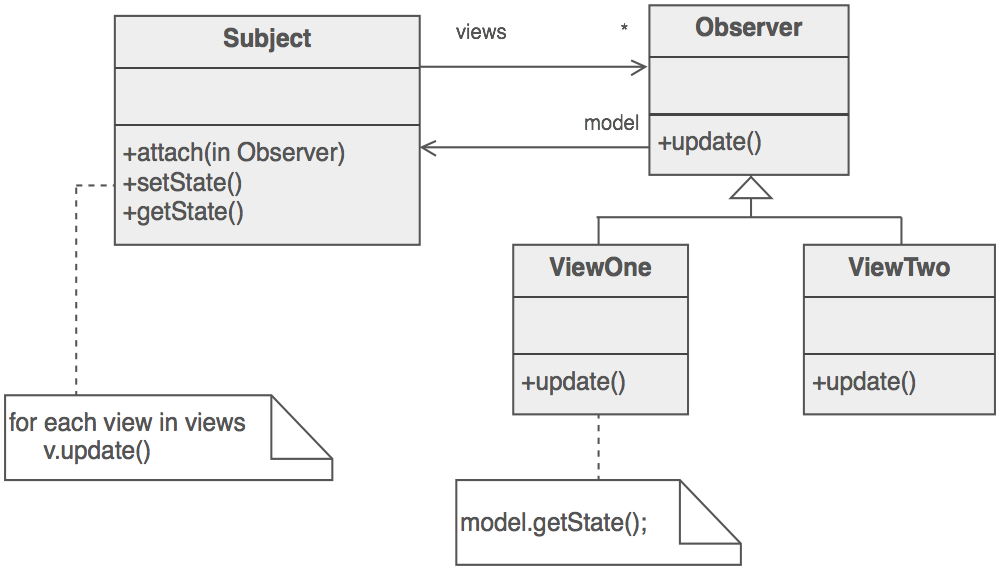 Subject
views
*
Observer
model
+attach(in Observer)
+setState()
+getState()
+update()
ViewOne
+update()
ViewTwo
+update()
for each view in views
v.update()
model.getState();